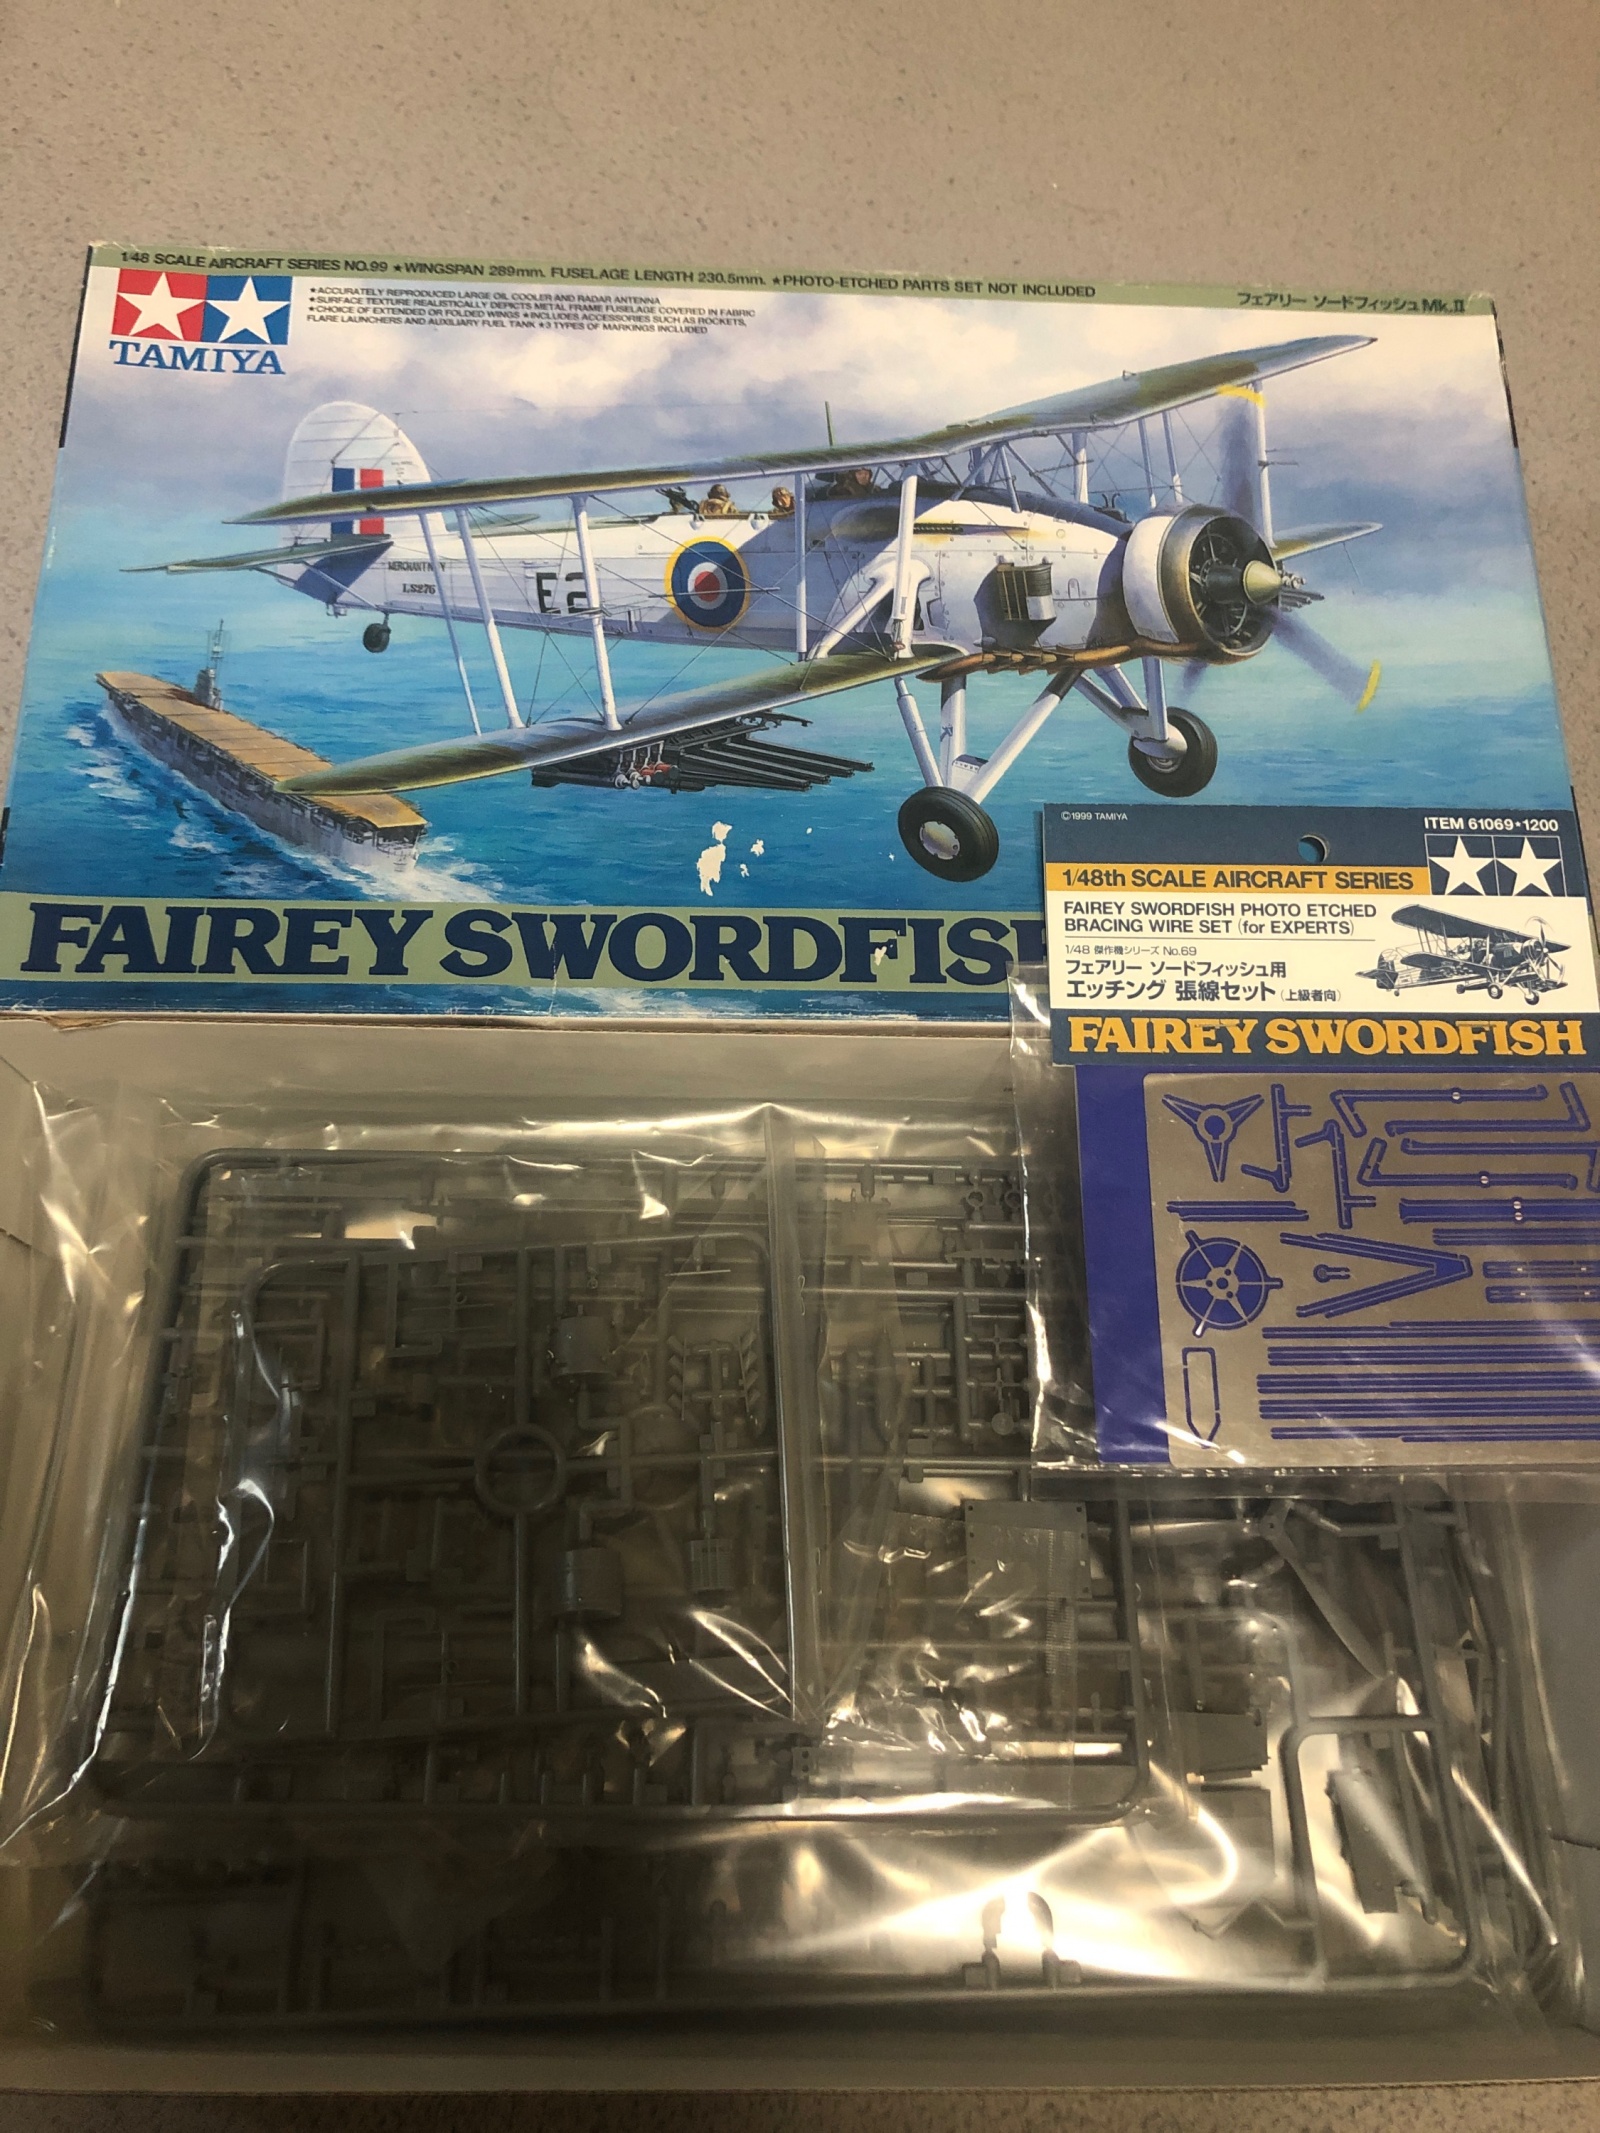 1/48 SCALE AIRCRAFT SERIES NO.99 ★WINGSPAN 289mm. FUSELAGE LENGTH 230.5mm. ★PHOTO-ETCHED PARTS SET NOT INCLUDED
フェアリー ソードフィッシュ Mk.II
★ACCURATELY REPRODUCED LARGE OIL COOLER AND RADAR ANTENNA
★SURFACE TEXTURE REALISTICALLY DEPICTS METAL FRAME FUSELAGE COVERED IN FABRIC
★CHOICE OF EXTENDED OR FOLDED WINGS ★INCLUDES ACCESSORIES SUCH AS ROCKETS,
FLARE LAUNCHERS AND AUXILIARY FUEL TANK ★3 TYPES OF MARKINGS INCLUDED
TAMIYA
LS276
E2
FAIREY SWORDFIS
©1999 TAMIYA
ITEM 61069★1200
1/48th SCALE AIRCRAFT SERIES
FAIREY SWORDFISH PHOTO ETCHED
BRACING WIRE SET (for EXPERTS)
1/48 傑作機シリーズ No.69
フェアリー ソードフィッシュ用
エッチング 張線セット (上級者向)
FAIREY SWORDFISH